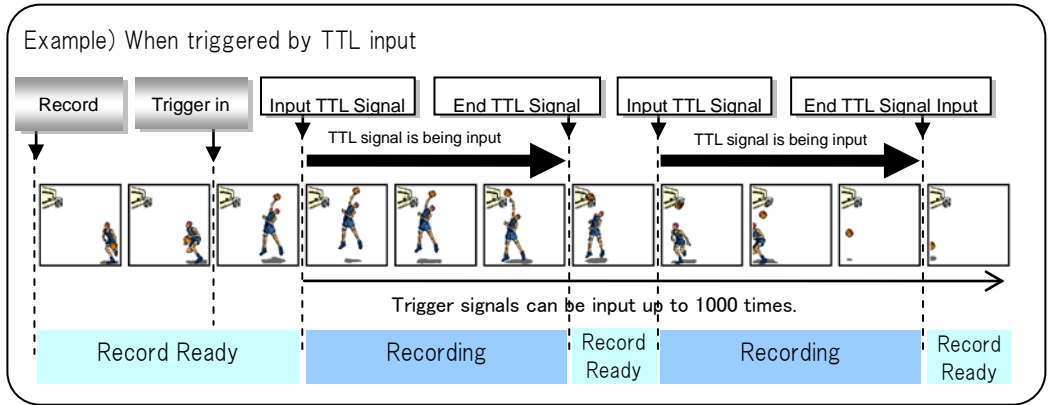 Example) When triggered by TTL input
Record
Trigger in
Input TTL Signal
End TTL Signal
Input TTL Signal
End TTL Signal Input
TTL signal is being input
TTL signal is being input
Trigger signals can be input up to 1000 times.
Record Ready
Recording
Record
Ready
Recording
Record
Ready